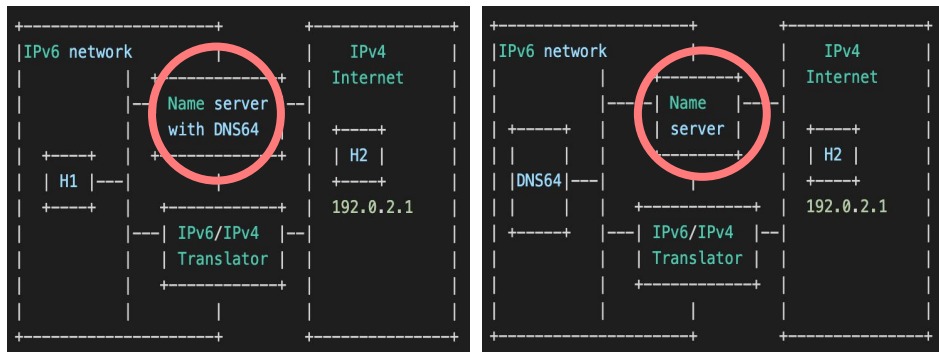 IPv6 network
IPv4
Internet
Name server
with DNS64
H1
H2
192.0.2.1
IPv6/IPv4
Translator
IPv6 network
IPv4
Internet
Name
server
DNS64
H2
192.0.2.1
IPv6/IPv4
Translator